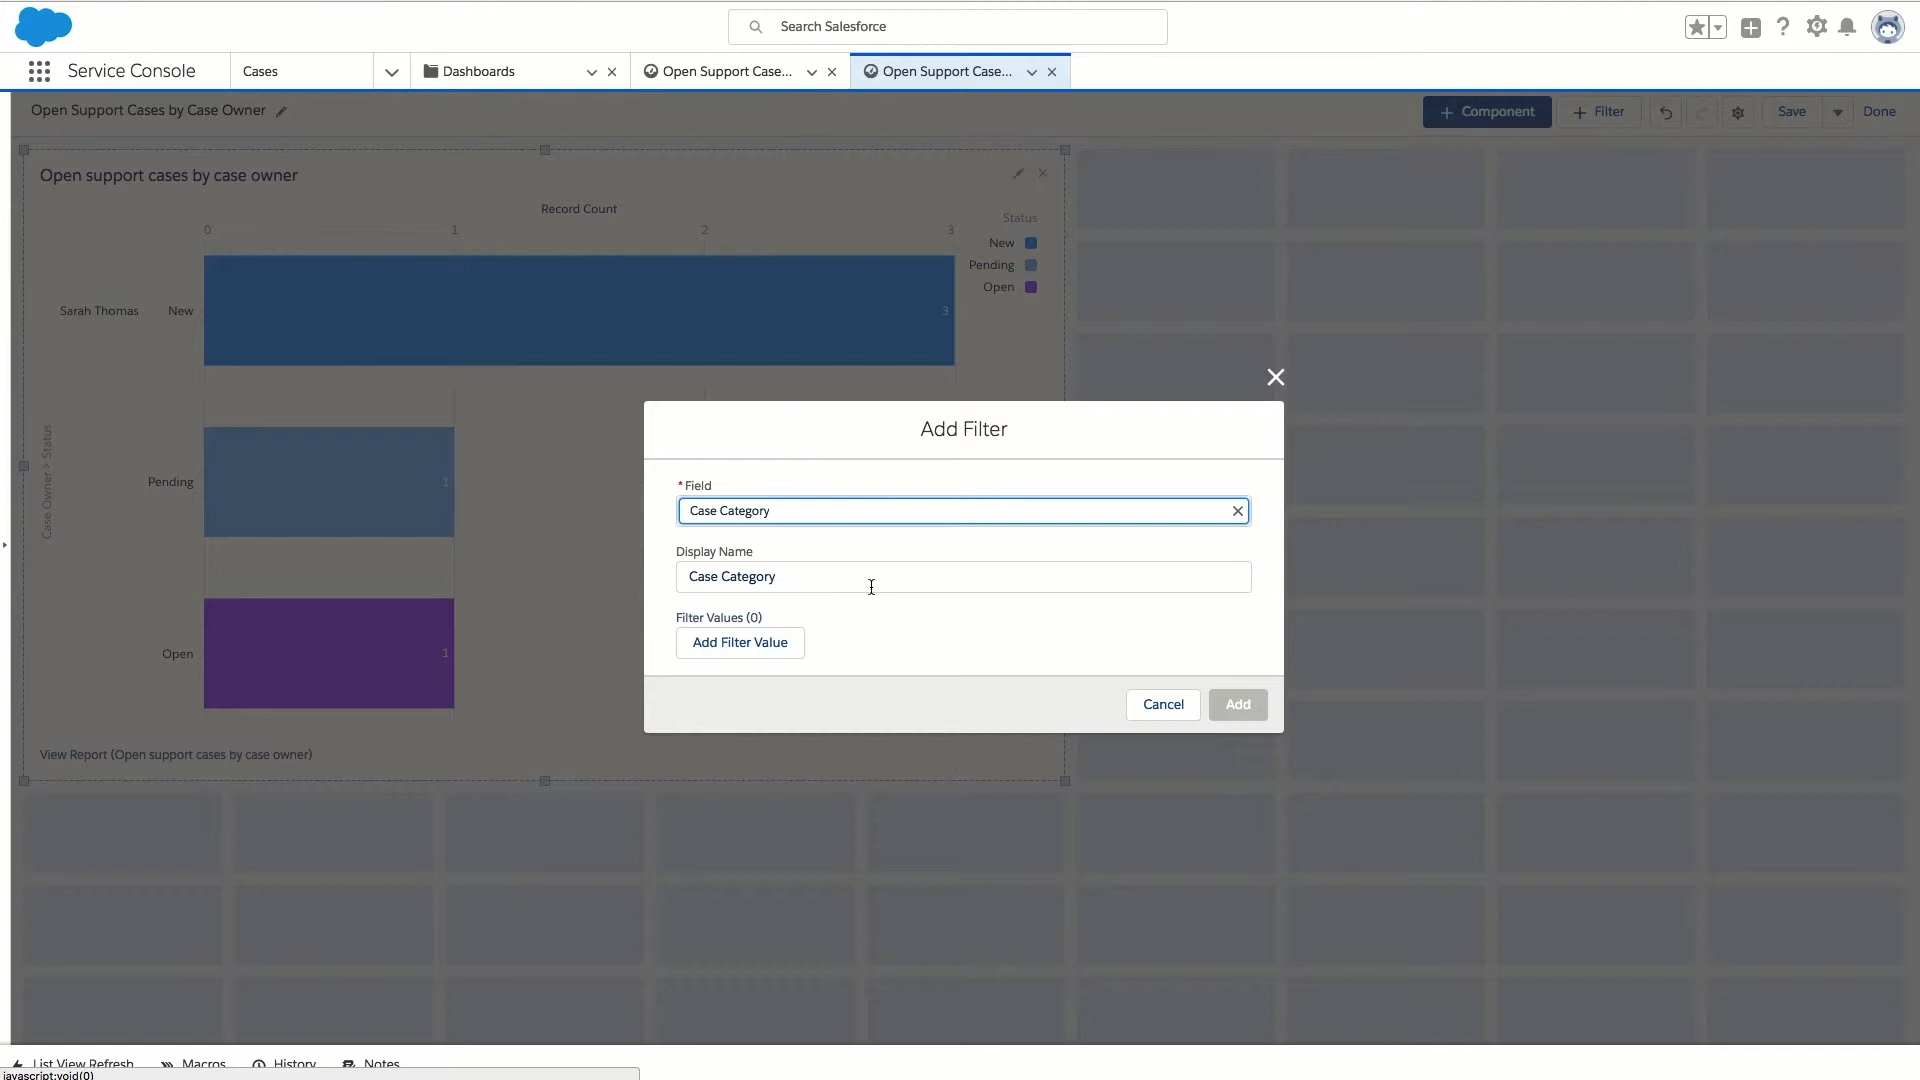 Search Salesforce
Service Console
Cases
Dashboards
Open Support Case...
Open Support Case...
Open Support Cases by Case Owner
+ Component
+ Filter
Save
Done
Open support cases by case owner
Record Count
0 1 2 3
Status
New
Pending
Open
Case Owner > Status
Sarah Thomas
New
3
Pending
1
Open
1
View Report (Open support cases by case owner)
Add Filter
* Field
Case Category
Display Name
Case Category
Filter Values (0)
Add Filter Value
Cancel
Add
List View Refresh
Macros
History
Notes
javascript:void(0)